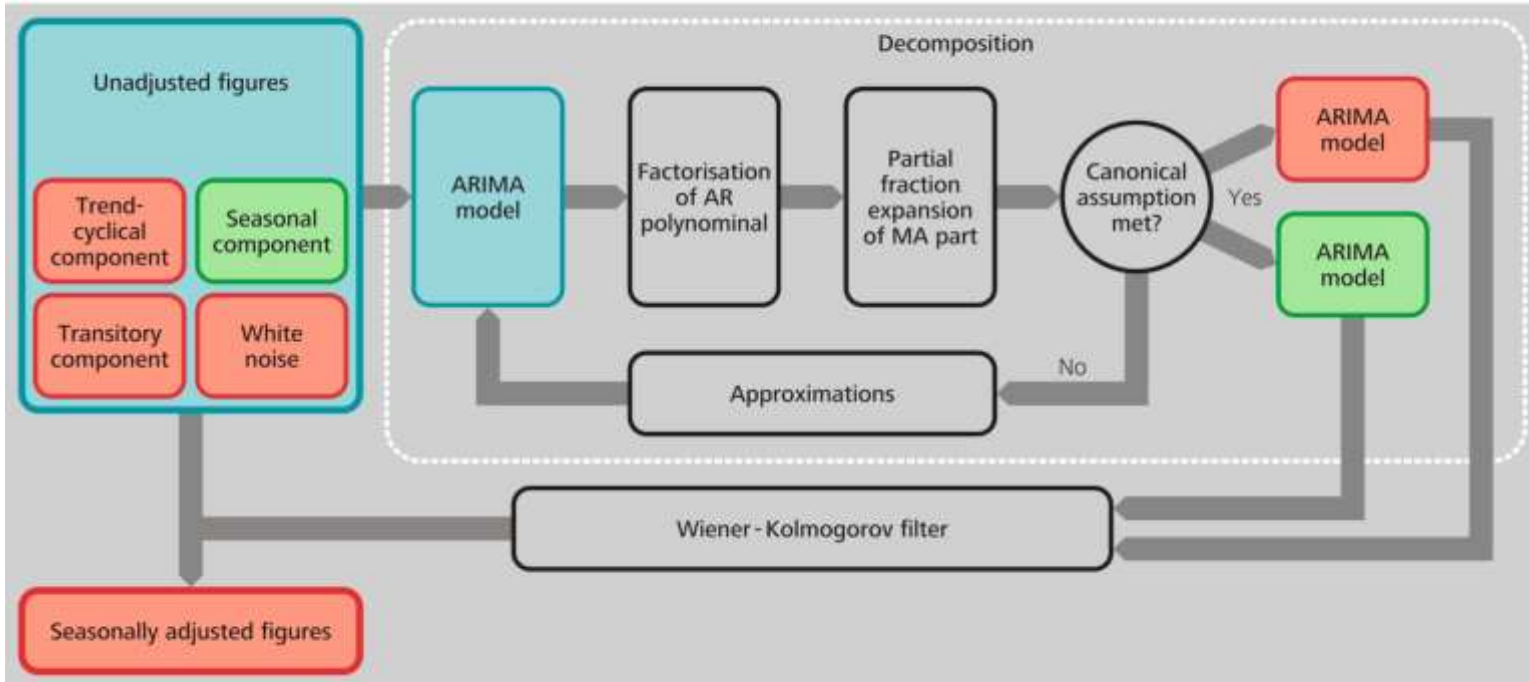 Decomposition
Unadjusted figures
Trend-
cyclical
component
Seasonal
component
Transitory
component
White
noise
ARIMA
model
Factorisation
of AR
polynominal
Partial
fraction
expansion
of MA part
Canonical
assumption
met?
Yes
No
ARIMA
model
ARIMA
model
Approximations
Wiener - Kolmogorov filter
Seasonally adjusted figures